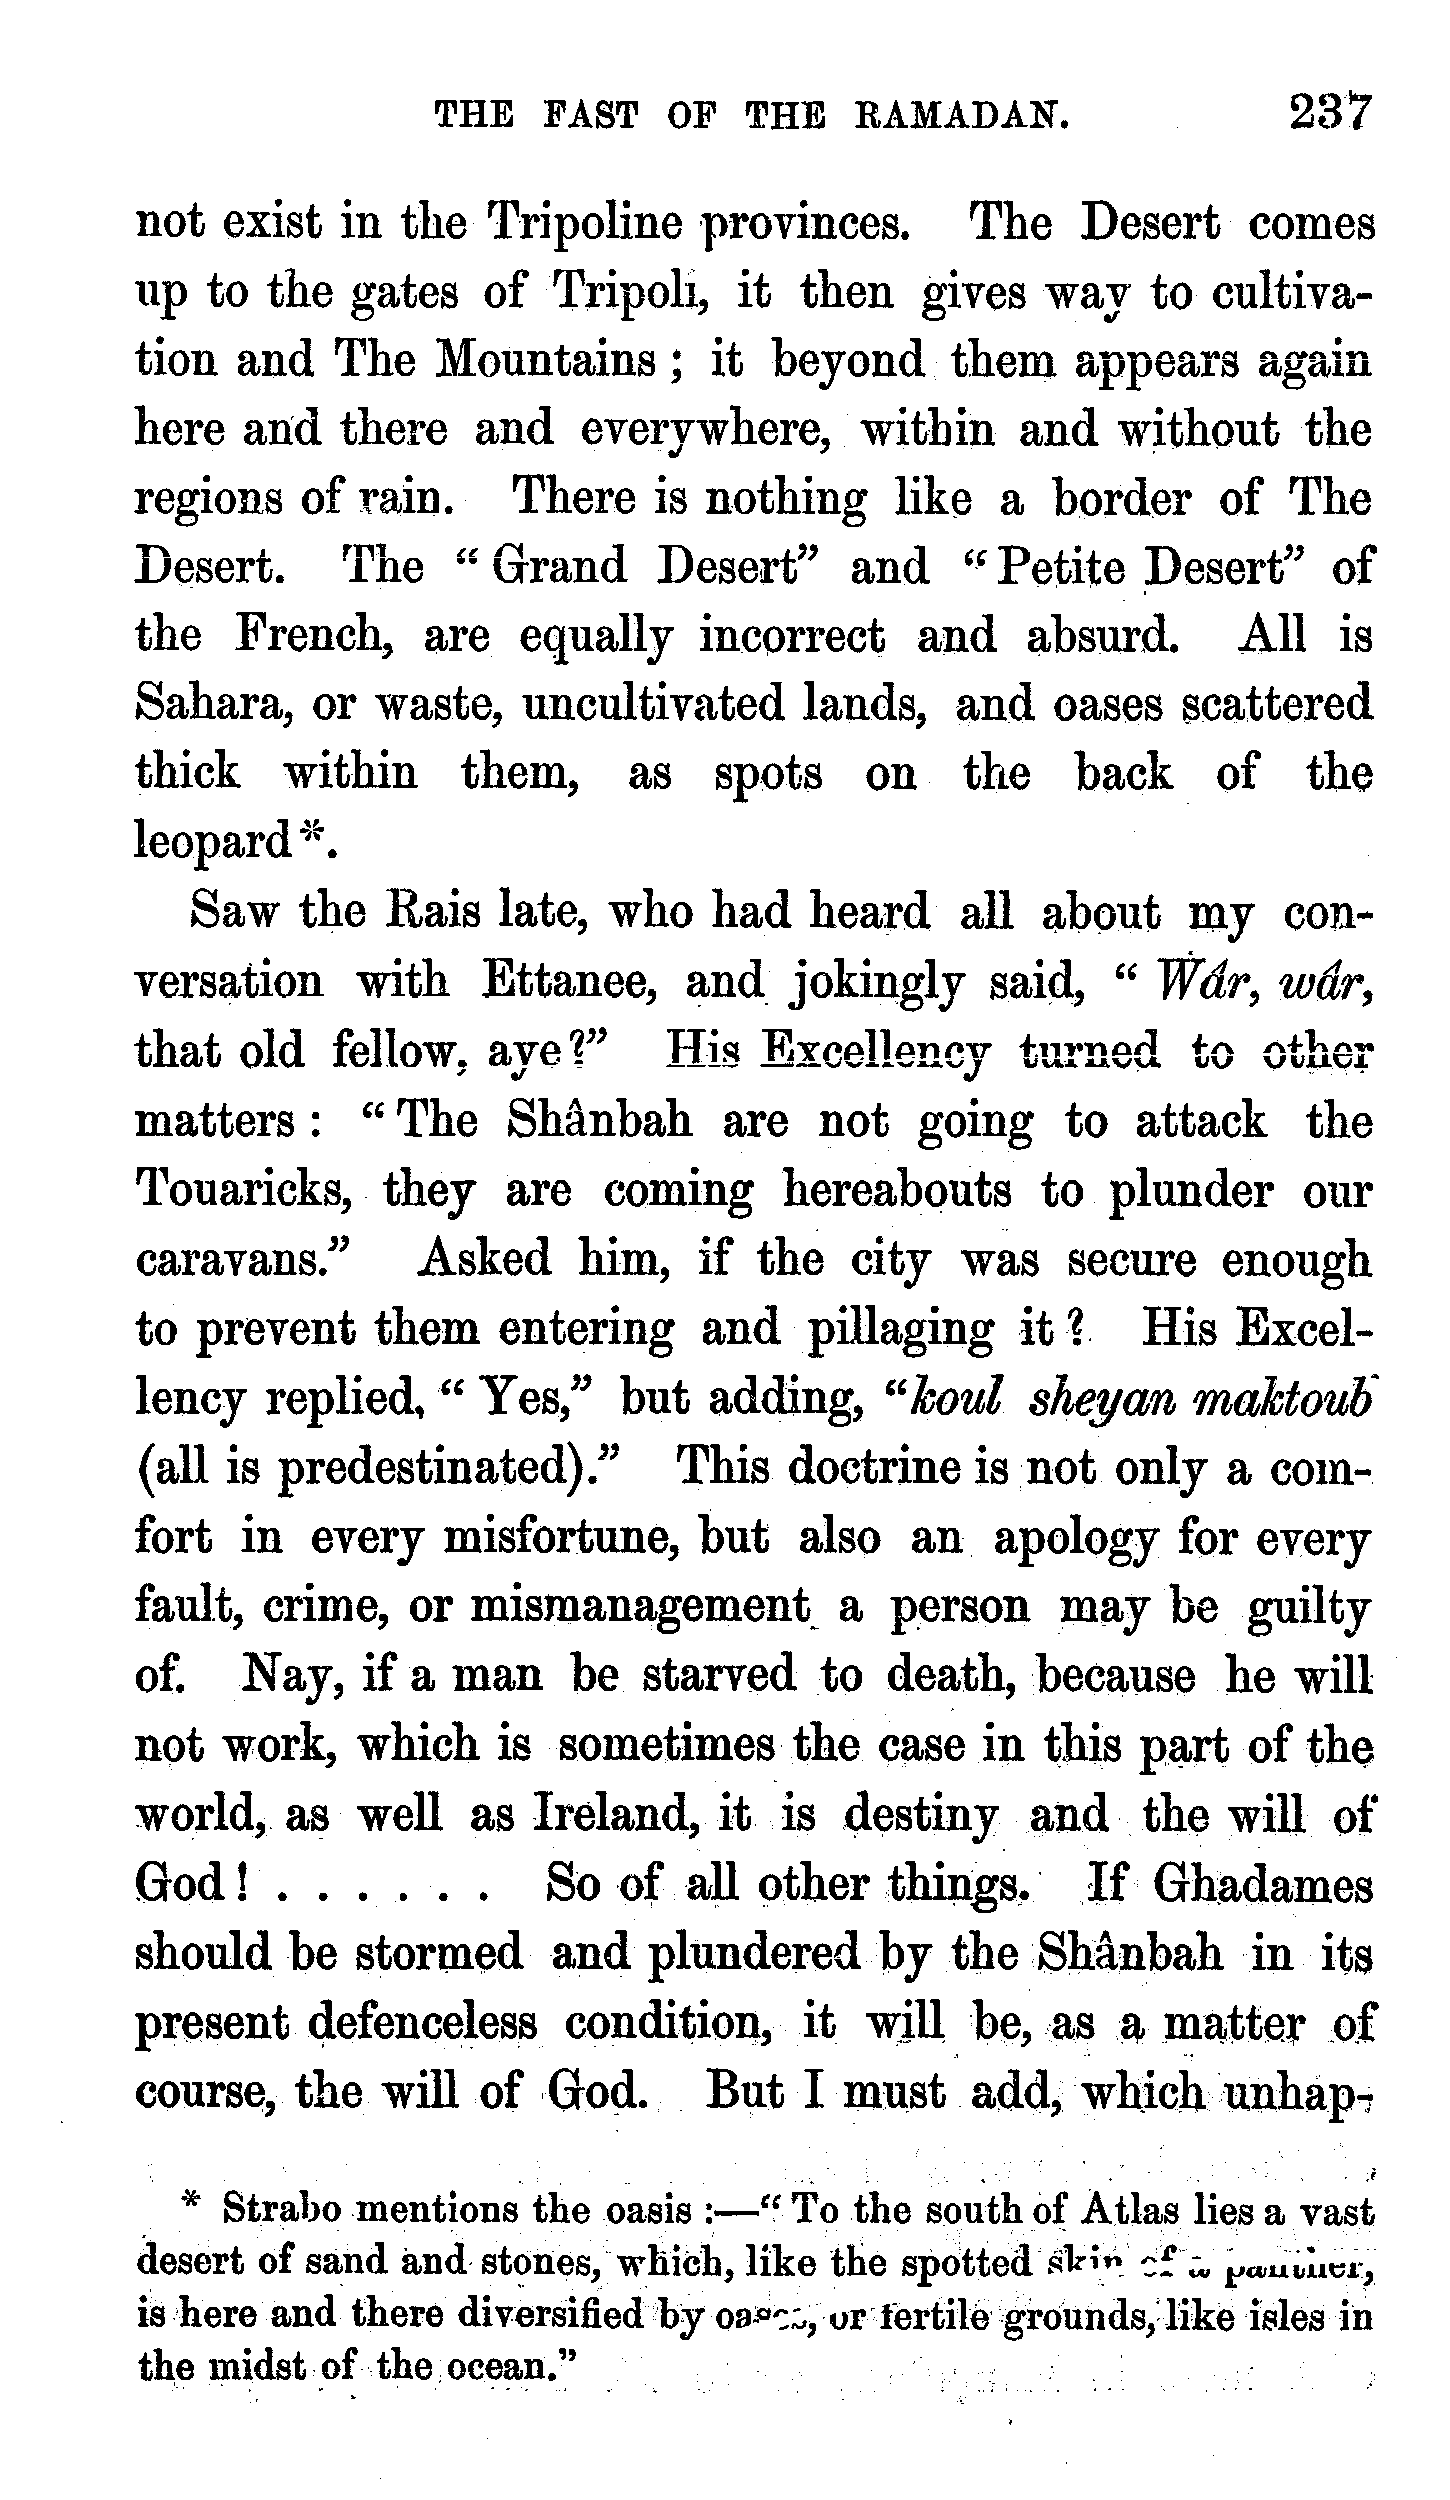 THE FAST OF THE RAMADAN. 237
not exist in the Tripoline provinces. The Desert comes
up to the gates of Tripoli, it then gives way to cultiva-
tion and The Mountains ; it beyond them appears again
here and there and everywhere, within and without the
regions of rain. There is nothing like a border of The
Desert. The “ Grand Desert” and “ Petite Desert” of
the French, are equally incorrect and absurd. All is
Sahara, or waste, uncultivated lands, and oases scattered
thick within them, as spots on the back of the
leopard *.
Saw the Rais late, who had heard all about my con-
versation with Ettanee, and jokingly said, “ Wâr, wâr,
that old fellow, aye ?” His Excellency turned to other
matters : “ The Shânbah are not going to attack the
Touaricks, they are coming hereabouts to plunder our
caravans.” Asked him, if the city was secure enough
to prevent them entering and pillaging it ? His Excel-
lency replied, “ Yes,” but adding, “koul sheyan maktoub
(all is predestinated).” This doctrine is not only a com-
fort in every misfortune, but also an apology for every
fault, crime, or mismanagement a person may be guilty
of. Nay, if a man be starved to death, because he will
not work, which is sometimes the case in this part of the
world, as well as Ireland, it is destiny and the will of
God ! . . . . . . So of all other things. If Ghadames
should be stormed and plundered by the Shânbah in its
present defenceless condition, it will be, as a matter of
course, the will of God. But I must add, which unhap-
* Strabo mentions the oasis :—“ To the south of Atlas lies a vast
desert of sand and stones, which, like the spotted skin of a panther,
is here and there diversified by oases, or fertile grounds, like isles in
the midst of the ocean.”